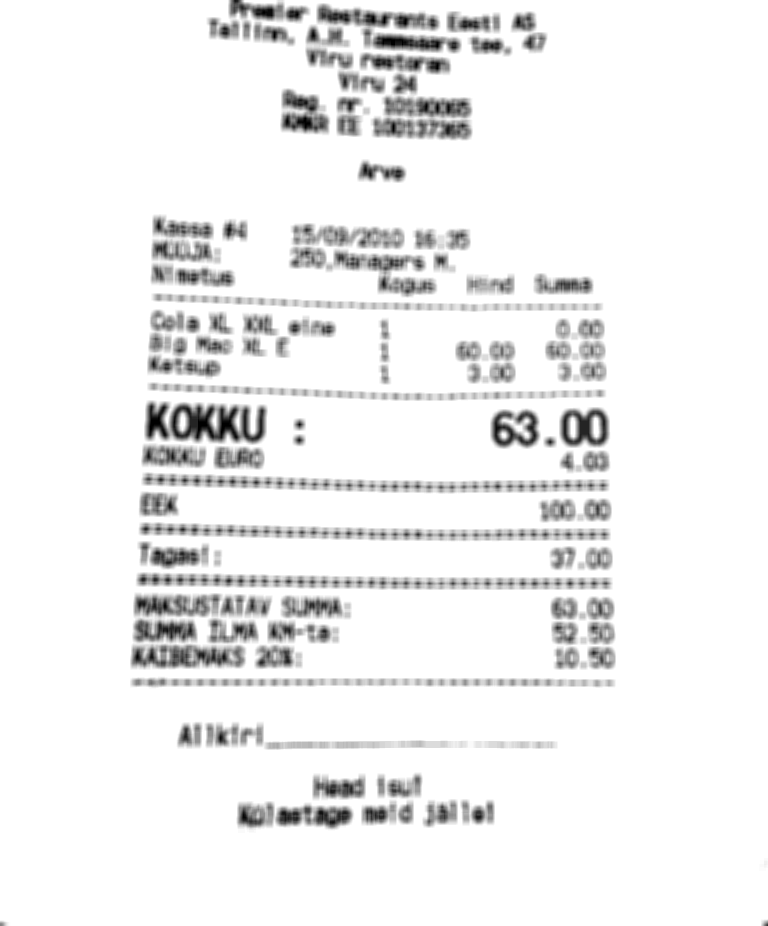 Premier Restaurants Eesti AS
Tallinn, A.H. Tammsaare tee, 47
Viru restoran
Viru 24
Reg. nr. 10190065
KMKR EE 100137365
Arve
Kassa #4 15/09/2010 16:35
MÜÜJA: 250,Managers M.
Nimetus Kogus Hind Summa
Cola XL XXL eine 1 0.00
Big Mac XL E 1 60.00 60.00
Ketsup 1 3.00 3.00
KOKKU : 63.00
KOKKU EURO 4.03
EEK 100.00
Tagasi: 37.00
MAKSUSTATAV SUMMA: 63.00
SUMMA ILMA KM-ta: 52.50
KAIBEMAKS 20%: 10.50
Allkiri
Head isu!
Külastage meid jälle!